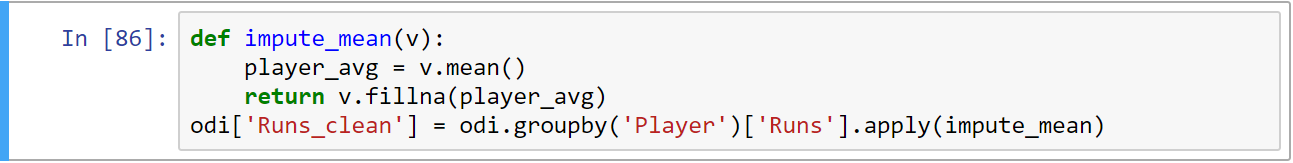 In [86]: def impute_mean(v):
    player_avg = v.mean()
    return v.fillna(player_avg)
odi['Runs_clean'] = odi.groupby('Player')['Runs'].apply(impute_mean)